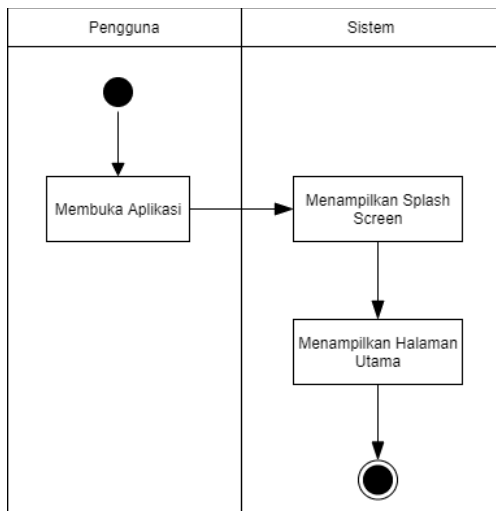 Pengguna
Sistem
Membuka Aplikasi
Menampilkan Splash
Screen
Menampilkan Halaman
Utama